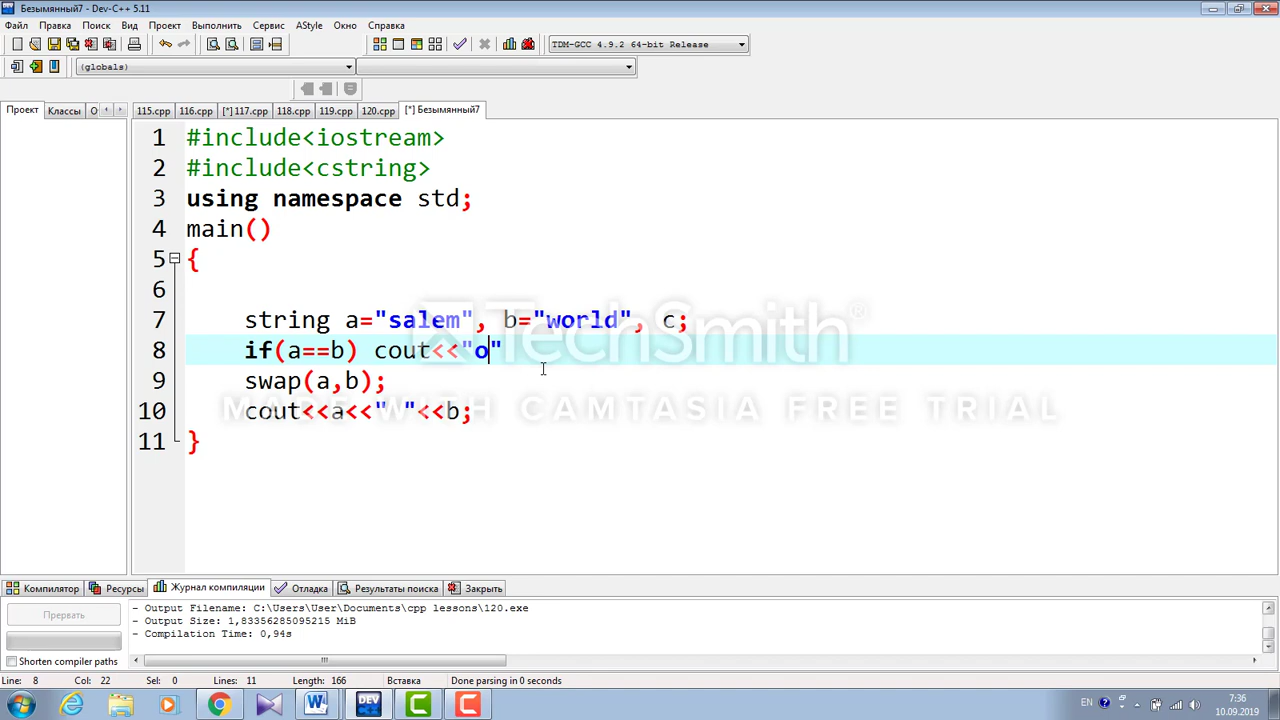 Безымянный7 - Dev-C++ 5.11
Файл Правка Поиск Вид Проект Выполнить Сервис AStyle Окно Справка
TDM-GCC 4.9.2 64-bit Release
(globals)
Проект Классы О
115.cpp 116.cpp [*] 117.cpp 118.cpp 119.cpp 120.cpp [*] Безымянный7
1 #include<iostream>
2 #include<cstring>
3 using namespace std;
4 main()
5 {
6
7 string a="salem", b="world", c;
8 if(a==b) cout<<"o"
9 swap(a,b);
10 cout<<a<<" "<<b;
11 }
TechSmith®
MADE WITH CAMTASIA FREE TRIAL
Компилятор Ресурсы Журнал компиляции Отладка Результаты поиска Закрыть
Прервать
Shorten compiler paths
- Output Filename: C:\Users\User\Documents\cpp lessons\120.exe
- Output Size: 1,83356285095215 MiB
- Compilation Time: 0,94s
Line: 8 Col: 22 Sel: 0 Lines: 11 Length: 166 Вставка Done parsing in 0 seconds
W DEV C C EN 7:36
10.09.2019